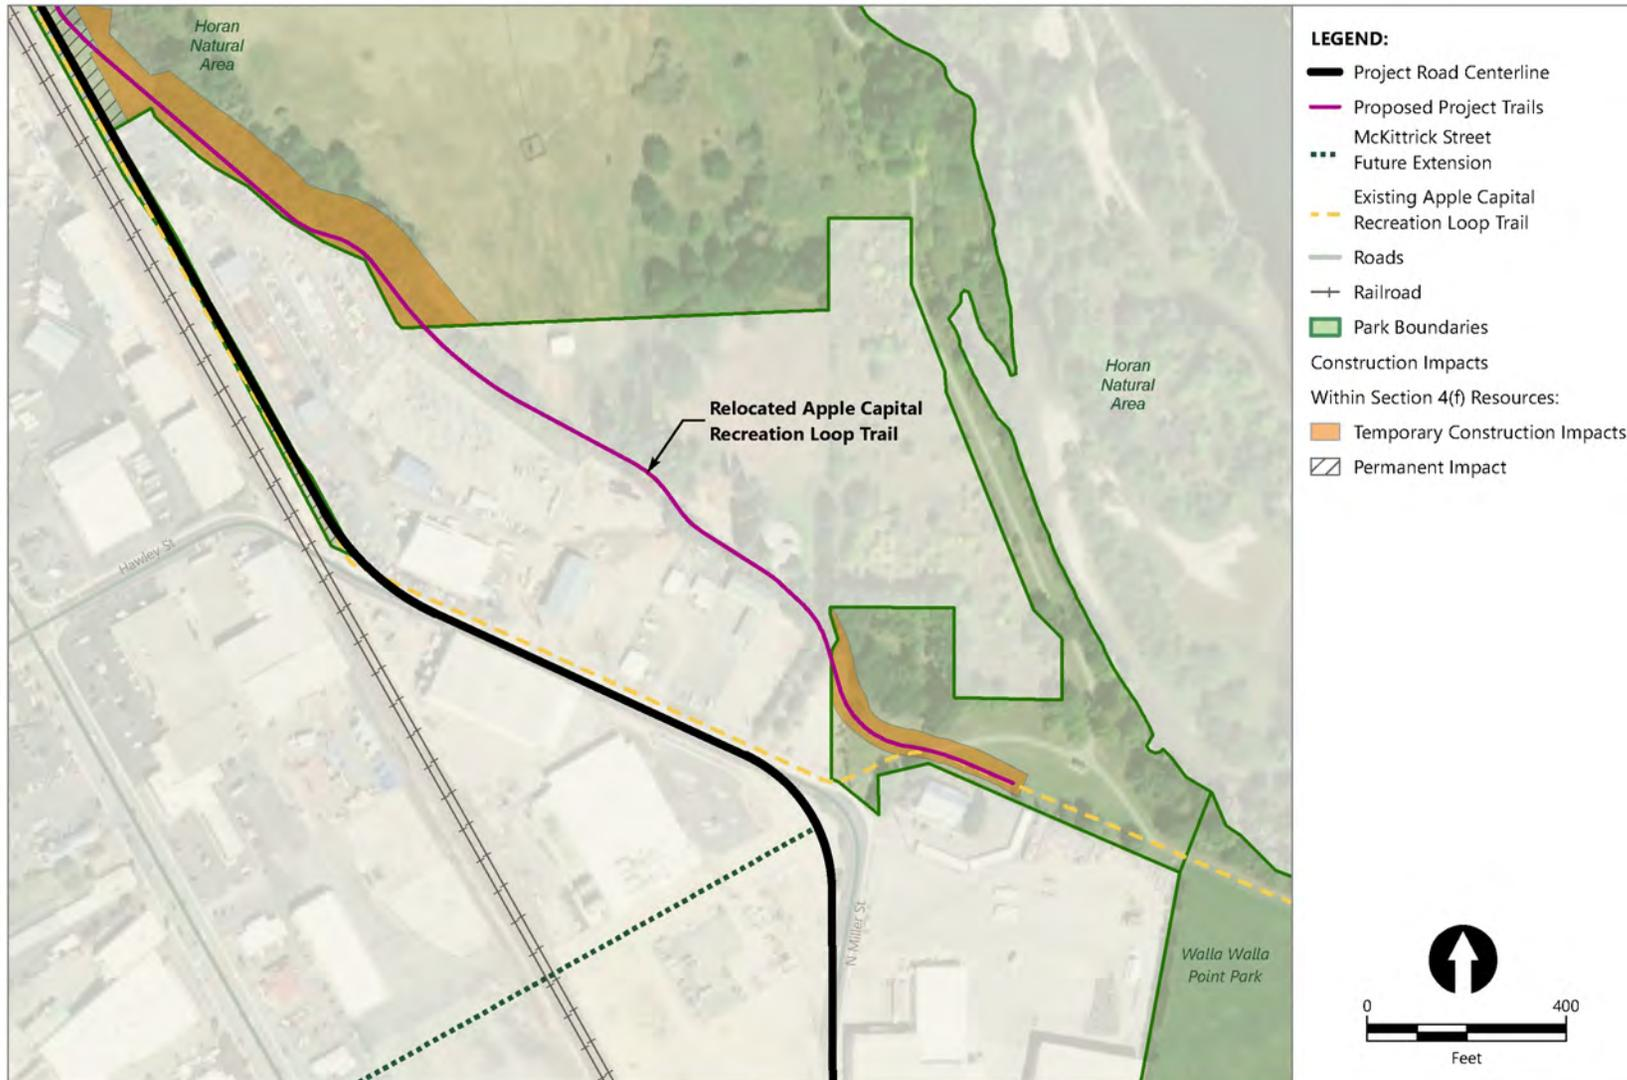 Horan
Natural
Area
Relocated Apple Capital
Recreation Loop Trail
Horan
Natural
Area
Hawley St
N Miller St
Walla Walla
Point Park
LEGEND:
Project Road Centerline
Proposed Project Trails
McKittrick Street
Future Extension
Existing Apple Capital
Recreation Loop Trail
Roads
Railroad
Park Boundaries
Construction Impacts
Within Section 4(f) Resources:
Temporary Construction Impacts
Permanent Impact
0 400
Feet